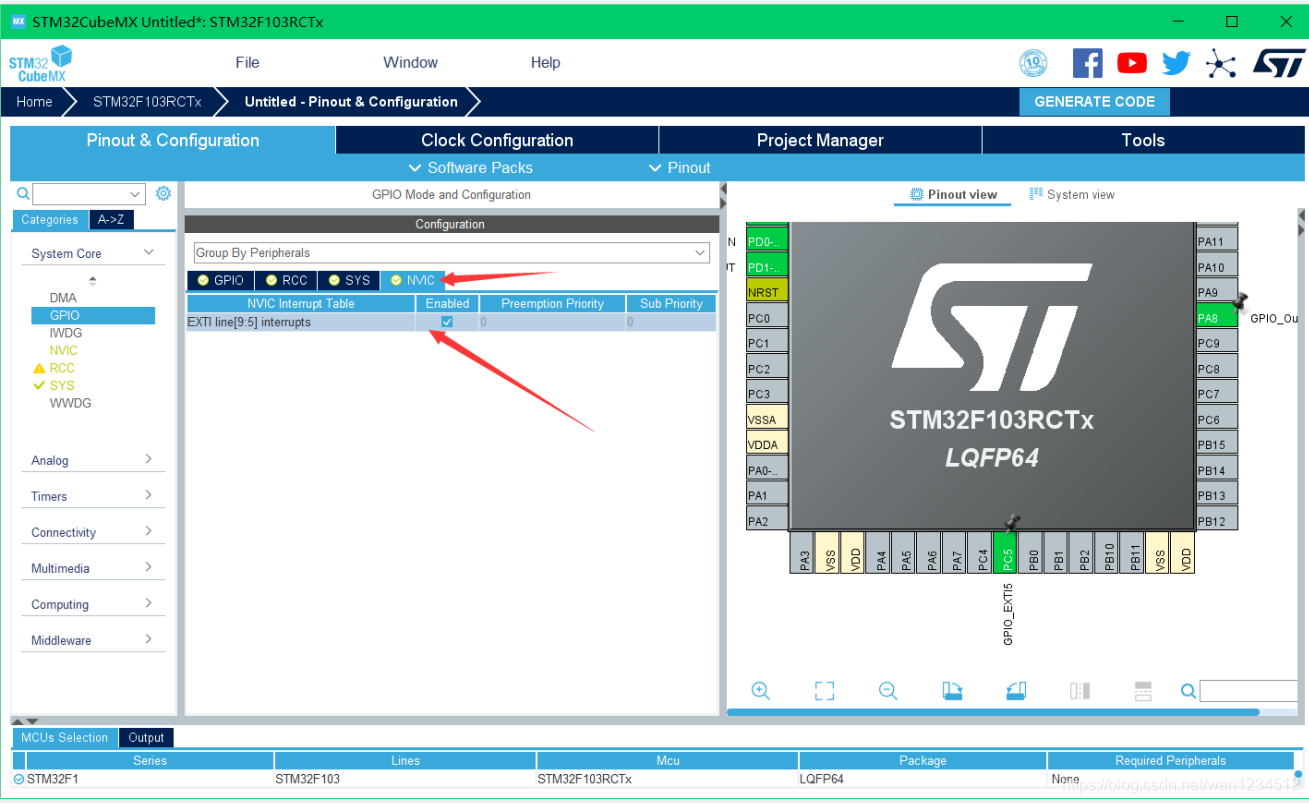 MX STM32CubeMX Untitled*: STM32F103RCTx
STM32 CubeMX
File Window Help
10
Home STM32F103RCTx Untitled - Pinout & Configuration GENERATE CODE
Pinout & Configuration Clock Configuration Project Manager Tools
Software Packs Pinout
GPIO Mode and Configuration
Pinout view System view
Categories A->Z
Configuration
System Core
Group By Peripherals
GPIO RCC SYS NVIC
NVIC Interrupt Table Enabled Preemption Priority Sub Priority
EXTI line[9:5] interrupts 0 0
DMA
GPIO
IWDG
NVIC
RCC
SYS
WWDG
Analog
Timers
Connectivity
Multimedia
Computing
Middleware
N PD0-..
UT PD1-..
NRST
PC0
PC1
PC2
PC3
VSSA
VDDA
PA0-..
PA1
PA2
STM32F103RCTx
LQFP64
PA11
PA10
PA9
PA8 GPIO_Ou
PC9
PC8
PC7
PC6
PB15
PB14
PB13
PB12
PA3 VSS VDD PA4 PA5 PA6 PA7 PC4 PC5 PB0 PB1 PB2 PB10 PB11 VSS VDD
GPIO_EXTI5
MCUs Selection Output
Series Lines Mcu Package Required Peripherals
STM32F1 STM32F103 STM32F103RCTx LQFP64 None
https://blog.csdn.net/wan1234512